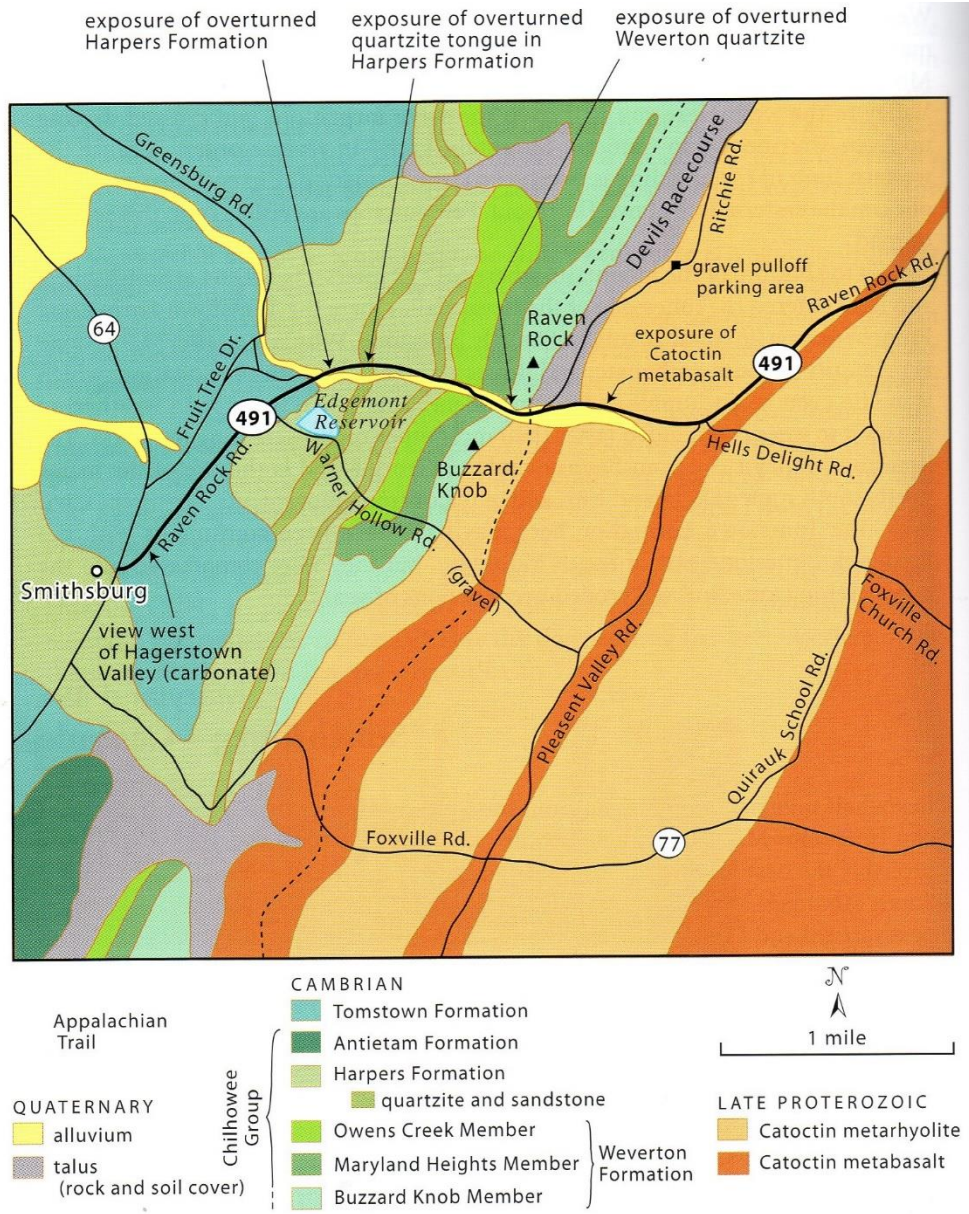 exposure of overturned
Harpers Formation
exposure of overturned
quartzite tongue in
Harpers Formation
exposure of overturned
Weverton quartzite
Greensburg Rd.
Devils Racecourse
Ritchie Rd.
gravel pulloff
parking area
Raven Rock Rd.
64
Raven
Rock
exposure of
Catoctin
metabasalt
491
Fruit Tree Dr.
491
Edgemont
Reservoir
Raven Rock Rd.
Warner Hollow Rd.
(gravel)
Buzzard
Knob
Hells Delight Rd.
Smithsburg
view west
of Hagerstown
Valley (carbonate)
Pleasant Valley Rd.
Foxville
Church Rd.
Quirauk School Rd.
Foxville Rd.
77
Appalachian
Trail
QUATERNARY
alluvium
talus
(rock and soil cover)
CAMBRIAN
Tomstown Formation
Antietam Formation
Harpers Formation
quartzite and sandstone
Owens Creek Member
Maryland Heights Member
Buzzard Knob Member
Chilhowee
Group
Weverton
Formation
N
1 mile
LATE PROTEROZOIC
Catoctin metarhyolite
Catoctin metabasalt